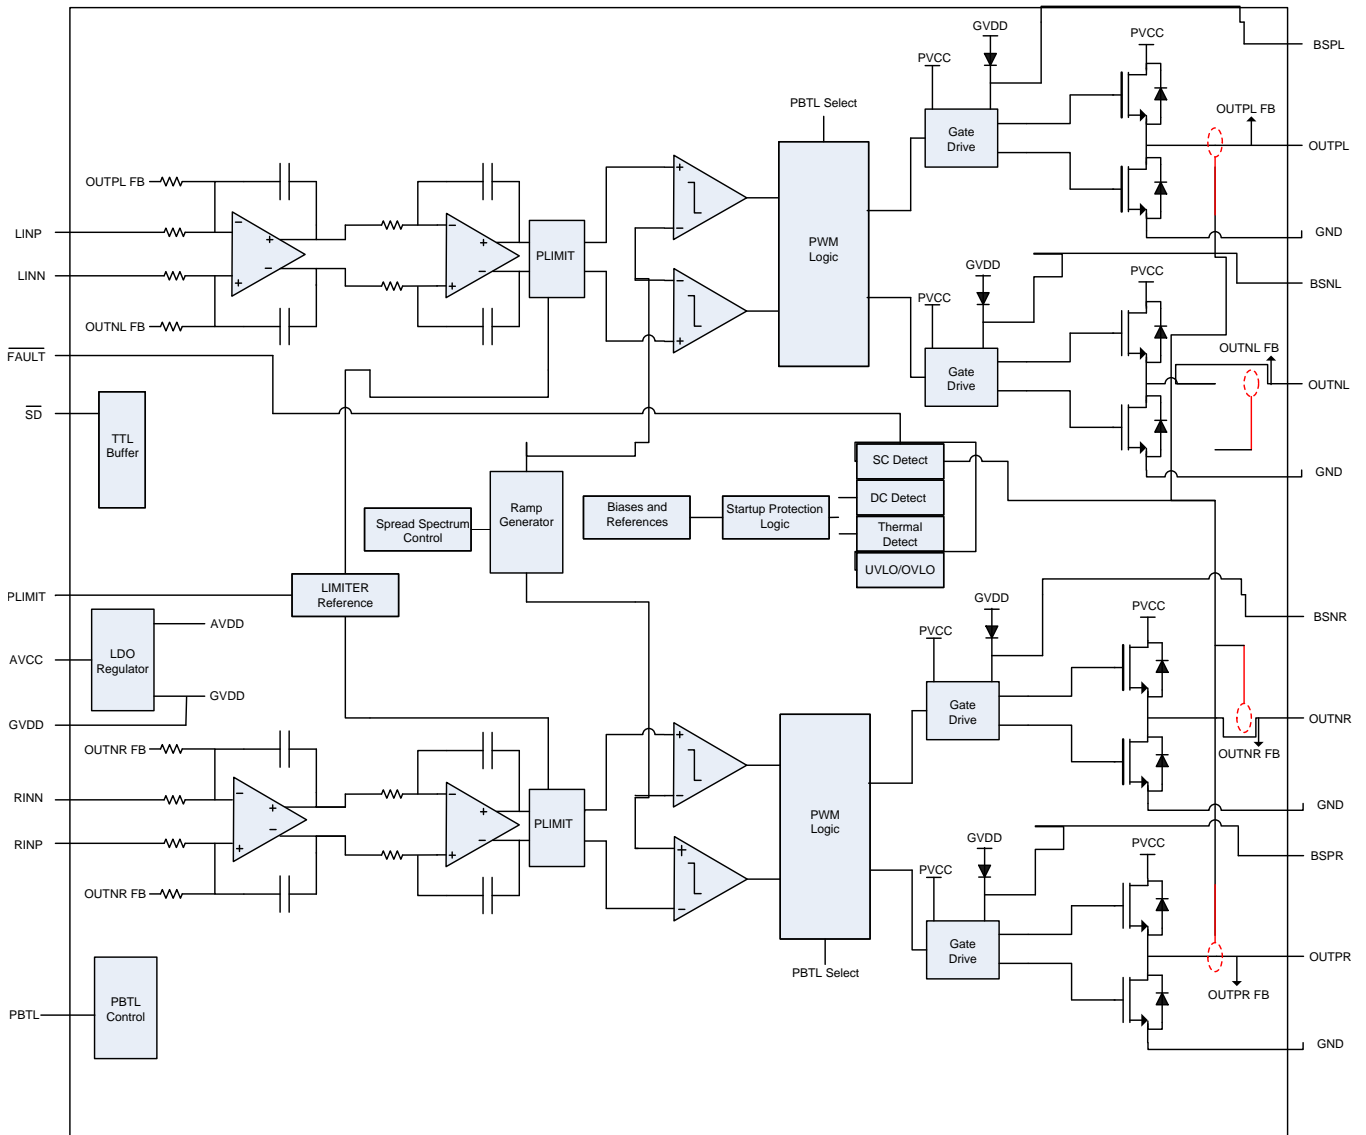 GVDD
PVCC
BSPL
PVCC
PBTL Select
OUTPL FB
Gate
Drive
OUTPL
OUTPL FB
+
−
LINP
−
+
−
+
GND
PLIMIT
PWM
Logic
LINN
+
−
+
−
GVDD
PVCC
BSNL
PVCC
OUTNL FB
+
OUTNL FB
FAULT
Gate
Drive
OUTNL
SD
TTL
Buffer
SC Detect
GND
DC Detect
Ramp
Generator
Biases and
References
Startup Protection
Logic
Spread Spectrum
Control
Thermal
Detect
UVLO/OVLO
PLIMIT
LIMITER
Reference
GVDD
PVCC
PVCC
BSNR
AVDD
AVCC
LDO
Regulator
GVDD
GVDD
Gate
Drive
OUTNR
OUTNR FB
OUTNR FB
+
−
RINN
−
+
−
+
GND
PLIMIT
PWM
Logic
RINP
+
−
+
−
+
GVDD
PVCC
PVCC
BSPR
OUTNR FB
−
Gate
Drive
OUTPR
PBTL Select
OUTPR FB
PBTL
PBTL
Control
GND